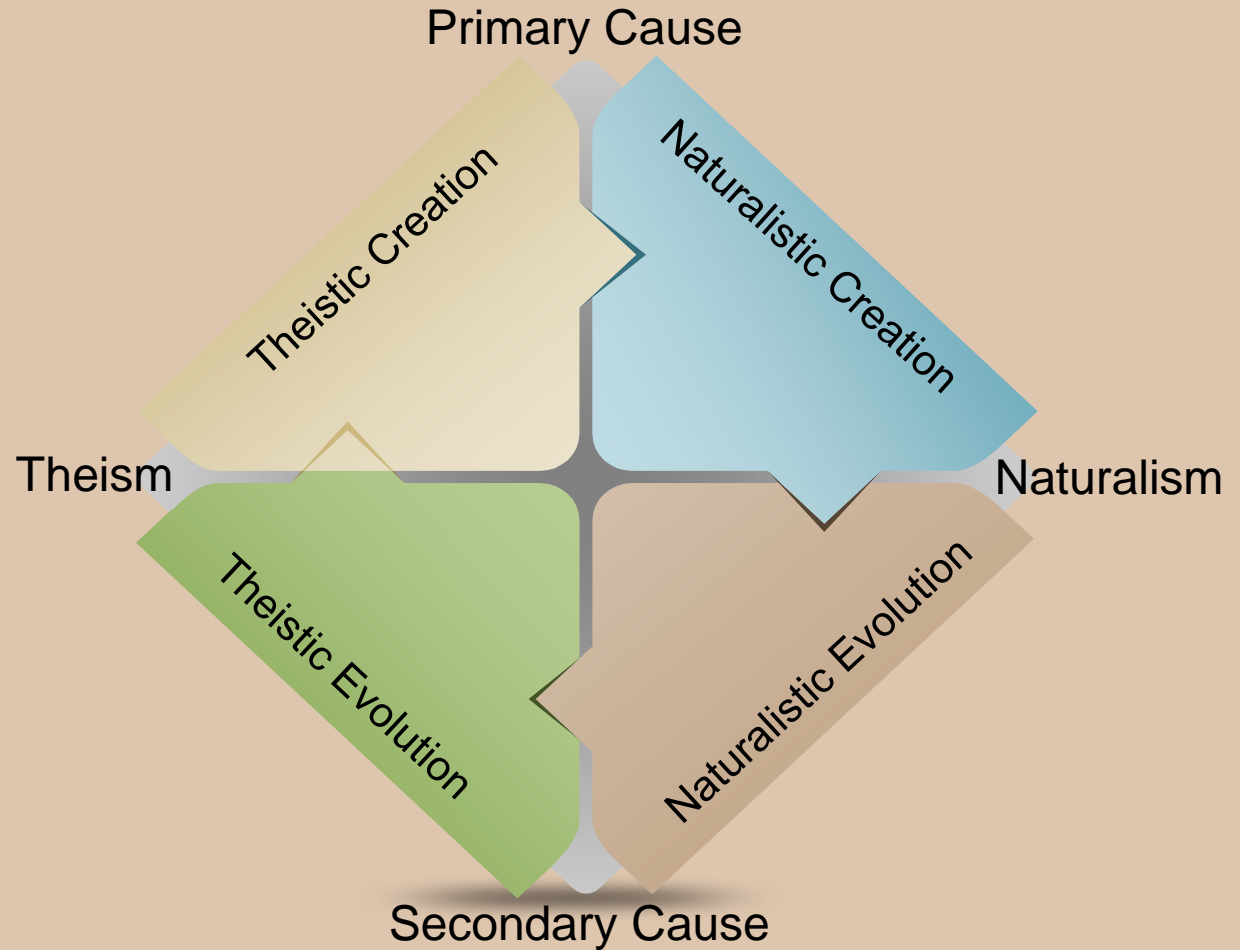 Primary Cause
Theistic Creation
Naturalistic Creation
Theism
Naturalism
Theistic Evolution
Naturalistic Evolution
Secondary Cause